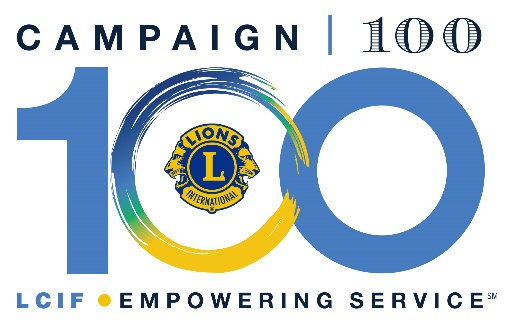 CAMPAIGN | 100
100
LIONS
L
INTERNATIONAL
LCIF • EMPOWERING SERVICE℠